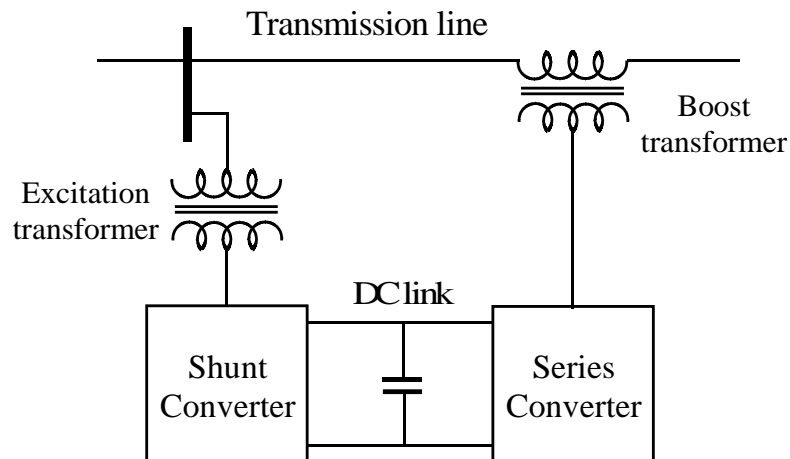 Transmission line
Boost
transformer
Excitation
transformer
DC link
Shunt
Converter
Series
Converter